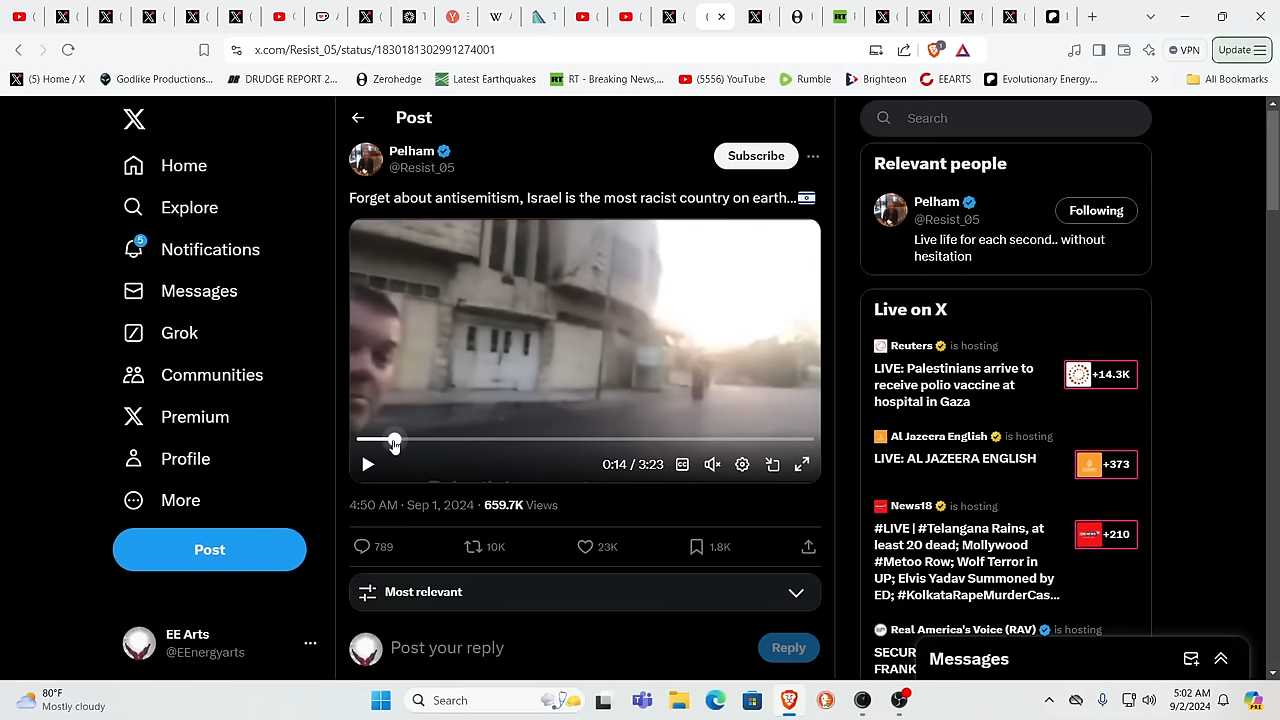 x.com/Resist_05/status/1830181302991274001
VPN
Update
(5) Home / X
Godlike Productions...
DRUDGE REPORT 2...
Zerohedge
Latest Earthquakes
RT - Breaking News,...
(5556) YouTube
Rumble
Brighteon
EEARTS
Evolutionary Energy...
All Bookmarks
Home
Explore
5
Notifications
Messages
Grok
Communities
Premium
Profile
More
Post
EE Arts
@EEnergyarts
Post
Pelham
@Resist_05
Subscribe
Forget about antisemitism, Israel is the most racist country on earth...
0:14 / 3:23
4:50 AM · Sep 1, 2024 · 659.7K Views
789
10K
23K
1.8K
Most relevant
Post your reply
Reply
Search
Relevant people
Pelham
@Resist_05
Following
Live life for each second.. without
hesitation
Live on X
Reuters is hosting
LIVE: Palestinians arrive to
receive polio vaccine at
hospital in Gaza
+14.3K
Al Jazeera English is hosting
LIVE: AL JAZEERA ENGLISH
+373
News18 is hosting
#LIVE | #Telangana Rains, at
least 20 dead; Mollywood
#Metoo Row; Wolf Terror in
UP; Elvis Yadav Summoned by
ED; #KolkataRapeMurderCas...
+210
Real America's Voice (RAV) is hosting
SECUR
FRANK
Messages
80°F
Mostly cloudy
Search
5:02 AM
9/2/2024